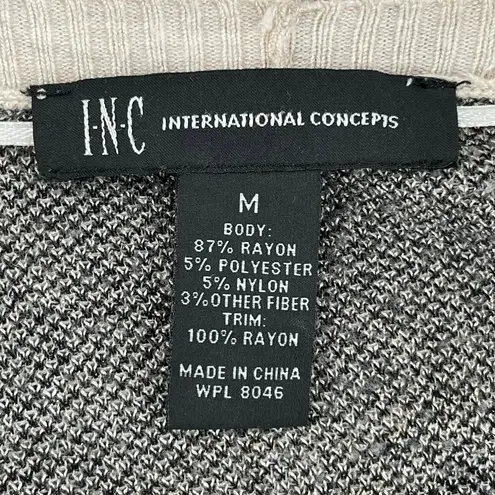 I·N·C INTERNATIONAL CONCEPTS
M
BODY:
87% RAYON
5% POLYESTER
5% NYLON
3% OTHER FIBER
TRIM:
100% RAYON
MADE IN CHINA
WPL 8046